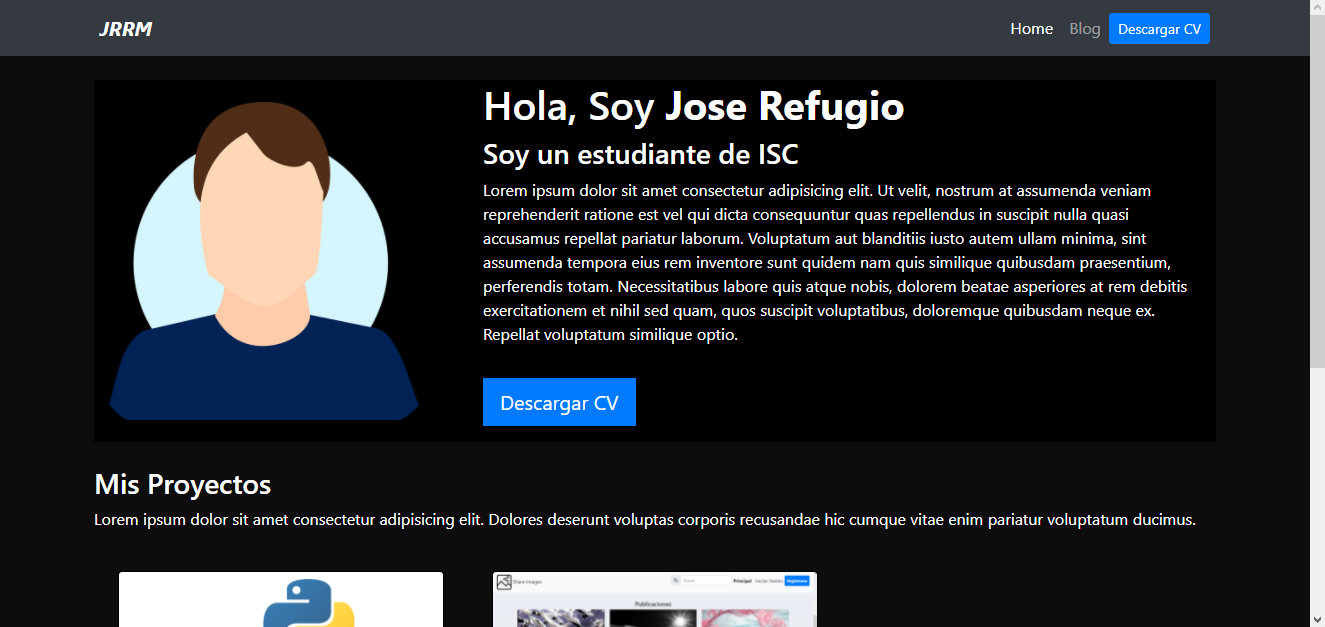 JRRM
Home Blog Descargar CV
Hola, Soy Jose Refugio
Soy un estudiante de ISC
Lorem ipsum dolor sit amet consectetur adipisicing elit. Ut velit, nostrum at assumenda veniam
reprehenderit ratione est vel qui dicta consequuntur quas repellendus in suscipit nulla quasi
accusamus repellat pariatur laborum. Voluptatum aut blanditiis iusto autem ullam minima, sint
assumenda tempora eius rem inventore sunt quidem nam quis similique quibusdam praesentium,
perferendis totam. Necessitatibus labore quis atque nobis, dolorem beatae asperiores at rem debitis
exercitationem et nihil sed quam, quos suscipit voluptatibus, doloremque quibusdam neque ex.
Repellat voluptatum similique optio.
Descargar CV
Mis Proyectos
Lorem ipsum dolor sit amet consectetur adipisicing elit. Dolores deserunt voluptas corporis recusandae hic cumque vitae enim pariatur voluptatum ducimus.
Share Images Principal Iniciar Sesión
Publicaciones